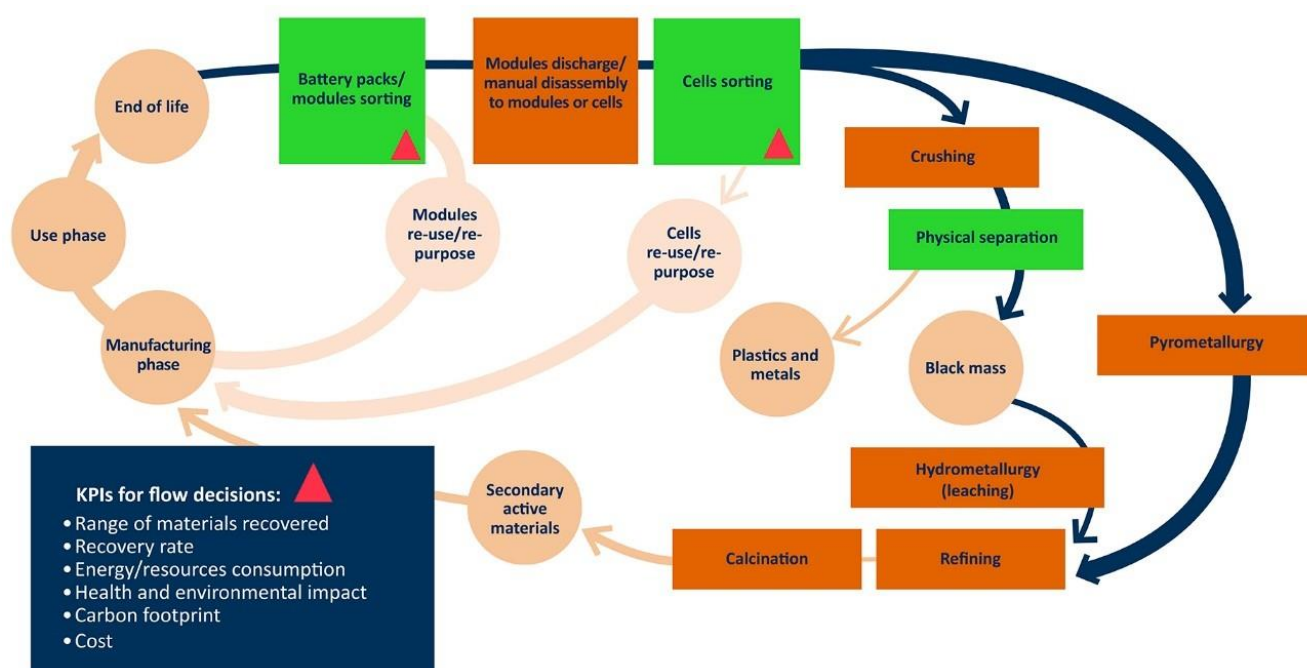 End of life
Battery packs/
modules sorting
Modules discharge/
manual disassembly
to modules or cells
Cells sorting
Crushing
Physical separation
Use phase
Modules
re-use/re-
purpose
Cells
re-use/re-
purpose
Manufacturing
phase
Plastics and
metals
Black mass
Pyrometallurgy
KPIs for flow decisions:
• Range of materials recovered
• Recovery rate
• Energy/resources consumption
• Health and environmental impact
• Carbon footprint
• Cost
Secondary
active
materials
Hydrometallurgy
(leaching)
Calcination
Refining